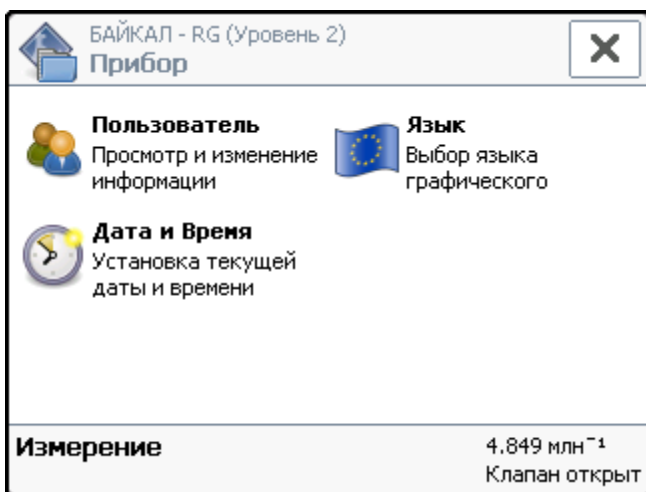 БАЙКАЛ - RG (Уровень 2)
Прибор
Пользователь
Просмотр и изменение
информации
Язык
Выбор языка
графического
Дата и Время
Установка текущей
даты и времени
Измерение
4.849 млн⁻¹
Клапан открыт